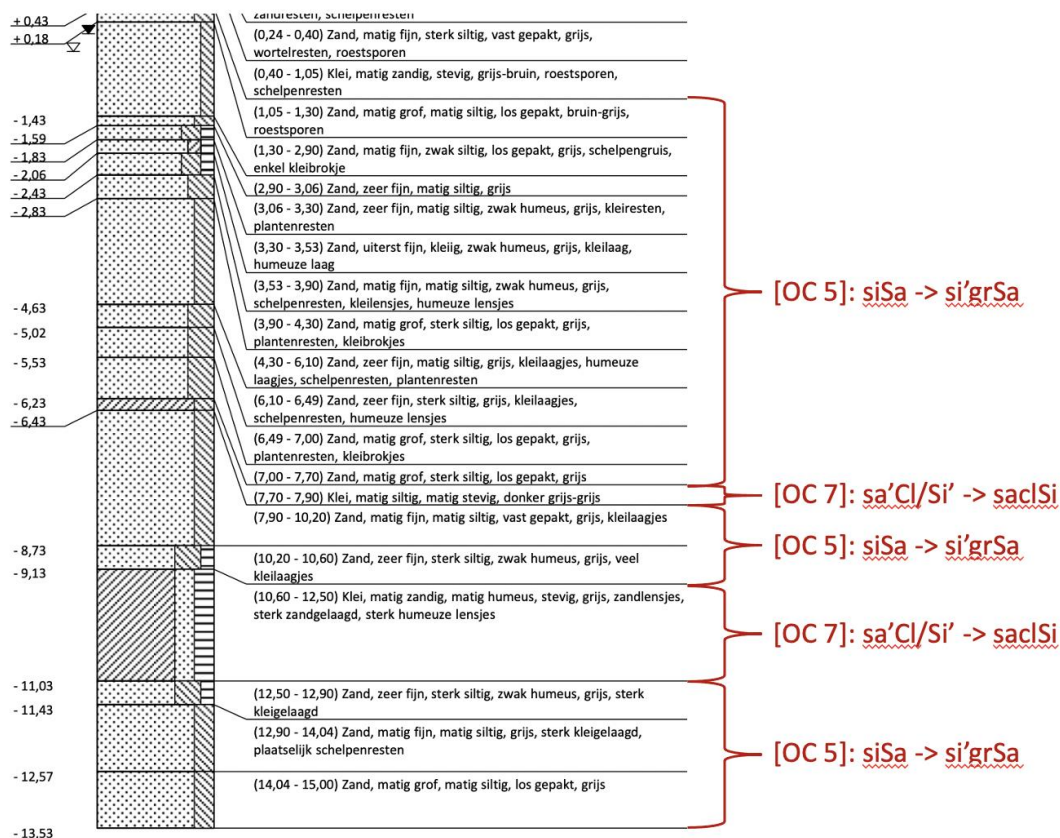 zandresten, schelpenresten
+ 0,43
+ 0,18
(0,24 - 0,40) Zand, matig fijn, sterk siltig, vast gepakt, grijs,
wortelresten, roestsporen
(0,40 - 1,05) Klei, matig zandig, stevig, grijs-bruin, roestsporen,
schelpenresten
(1,05 - 1,30) Zand, matig grof, matig siltig, los gepakt, bruin-grijs,
roestsporen
- 1,43
- 1,59
- 1,83
- 2,06
- 2,43
- 2,83
(1,30 - 2,90) Zand, matig fijn, zwak siltig, los gepakt, grijs, schelpengruis,
enkel kleibrokje
(2,90 - 3,06) Zand, zeer fijn, matig siltig, grijs
(3,06 - 3,30) Zand, zeer fijn, matig siltig, zwak humeus, grijs, kleiresten,
plantenresten
(3,30 - 3,53) Zand, uiterst fijn, kleiig, zwak humeus, grijs, kleilaag,
humeuze laag
(3,53 - 3,90) Zand, matig fijn, matig siltig, zwak humeus, grijs,
schelpenresten, kleilensjes, humeuze lensjes
[OC 5]: siSa -> si'grSa
(3,90 - 4,30) Zand, matig grof, sterk siltig, los gepakt, grijs,
plantenresten, kleibrokjes
- 4,63
- 5,02
- 5,53
- 6,23
- 6,43
(4,30 - 6,10) Zand, zeer fijn, matig siltig, grijs, kleilaagjes, humeuze
laagjes, schelpenresten, plantenresten
(6,10 - 6,49) Zand, zeer fijn, sterk siltig, grijs, kleilaagjes,
schelpenresten, humeuze lensjes
(6,49 - 7,00) Zand, matig grof, sterk siltig, los gepakt, grijs,
plantenresten, kleibrokjes
(7,00 - 7,70) Zand, matig grof, sterk siltig, los gepakt, grijs
(7,70 - 7,90) Klei, matig siltig, matig stevig, donker grijs-grijs
[OC 7]: sa'Cl/Si' -> saclSi
(7,90 - 10,20) Zand, matig fijn, matig siltig, vast gepakt, grijs, kleilaagjes
[OC 5]: siSa -> si'grSa
- 8,73
- 9,13
(10,20 - 10,60) Zand, zeer fijn, sterk siltig, zwak humeus, grijs, veel
kleilaagjes
(10,60 - 12,50) Klei, matig zandig, matig humeus, stevig, grijs, zandlensjes,
sterk zandgelaagd, sterk humeuze lensjes
[OC 7]: sa'Cl/Si' -> saclSi
- 11,03
- 11,43
(12,50 - 12,90) Zand, zeer fijn, sterk siltig, zwak humeus, grijs, sterk
kleigelaagd
(12,90 - 14,04) Zand, matig fijn, matig siltig, grijs, sterk kleigelaagd,
plaatselijk schelpenresten
[OC 5]: siSa -> si'grSa
- 12,57
(14,04 - 15,00) Zand, matig grof, matig siltig, los gepakt, grijs
- 13,53